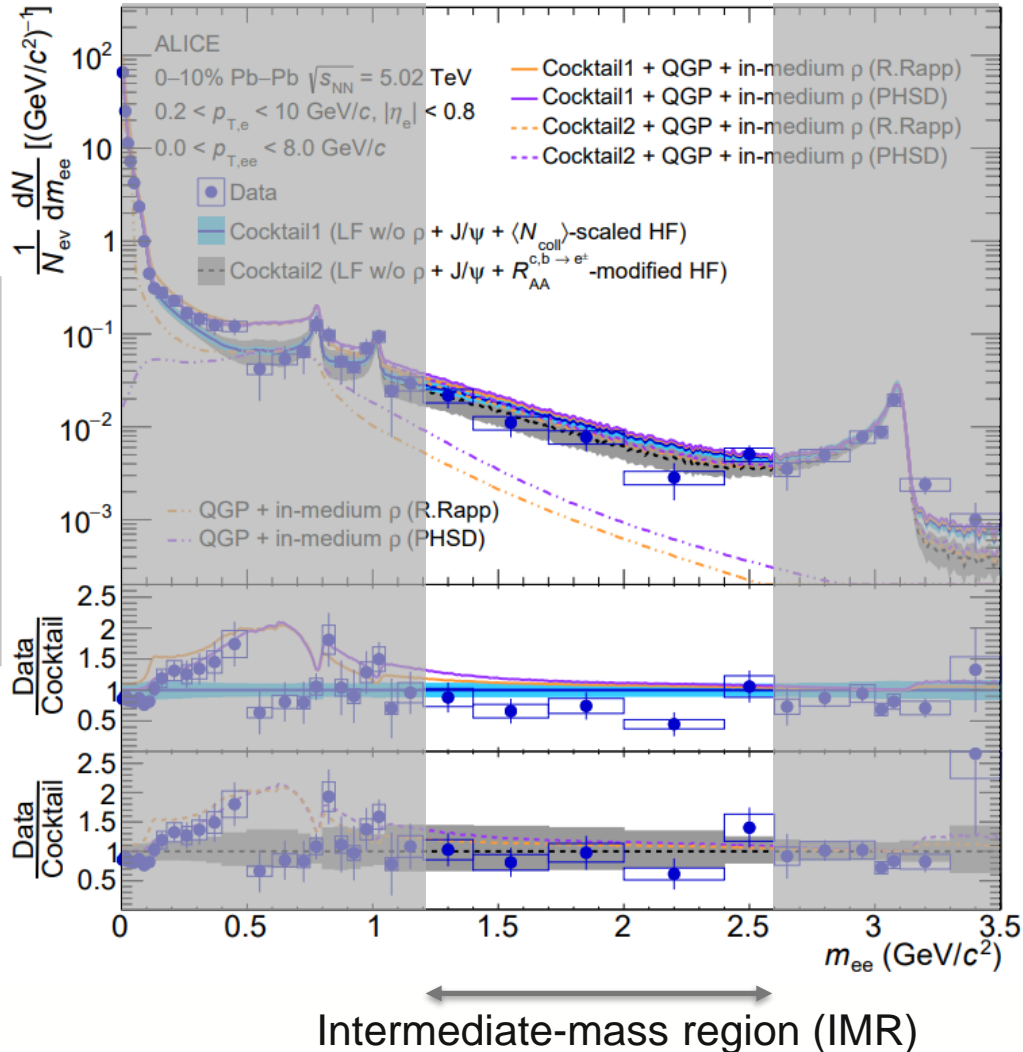 ALICE
0–10% Pb–Pb √sNN = 5.02 TeV
0.2 < pT,e < 10 GeV/c, |ηe| < 0.8
0.0 < pT,ee < 8.0 GeV/c
Data
Cocktail1 (LF w/o ρ + J/ψ + ⟨Ncoll⟩-scaled HF)
Cocktail2 (LF w/o ρ + J/ψ + R^{c,b → e±}_{AA}-modified HF)
Cocktail1 + QGP + in-medium ρ (R.Rapp)
Cocktail1 + QGP + in-medium ρ (PHSD)
Cocktail2 + QGP + in-medium ρ (R.Rapp)
Cocktail2 + QGP + in-medium ρ (PHSD)
QGP + in-medium ρ (R.Rapp)
QGP + in-medium ρ (PHSD)
1/Nev dN/dmee [(GeV/c²)⁻¹]
10²
10
1
10⁻¹
10⁻²
10⁻³
Data
Cocktail
2.5
2
1.5
1
0.5
Data
Cocktail
2.5
2
1.5
1
0.5
0 0.5 1 1.5 2 2.5 3 3.5
mee (GeV/c²)
Intermediate-mass region (IMR)